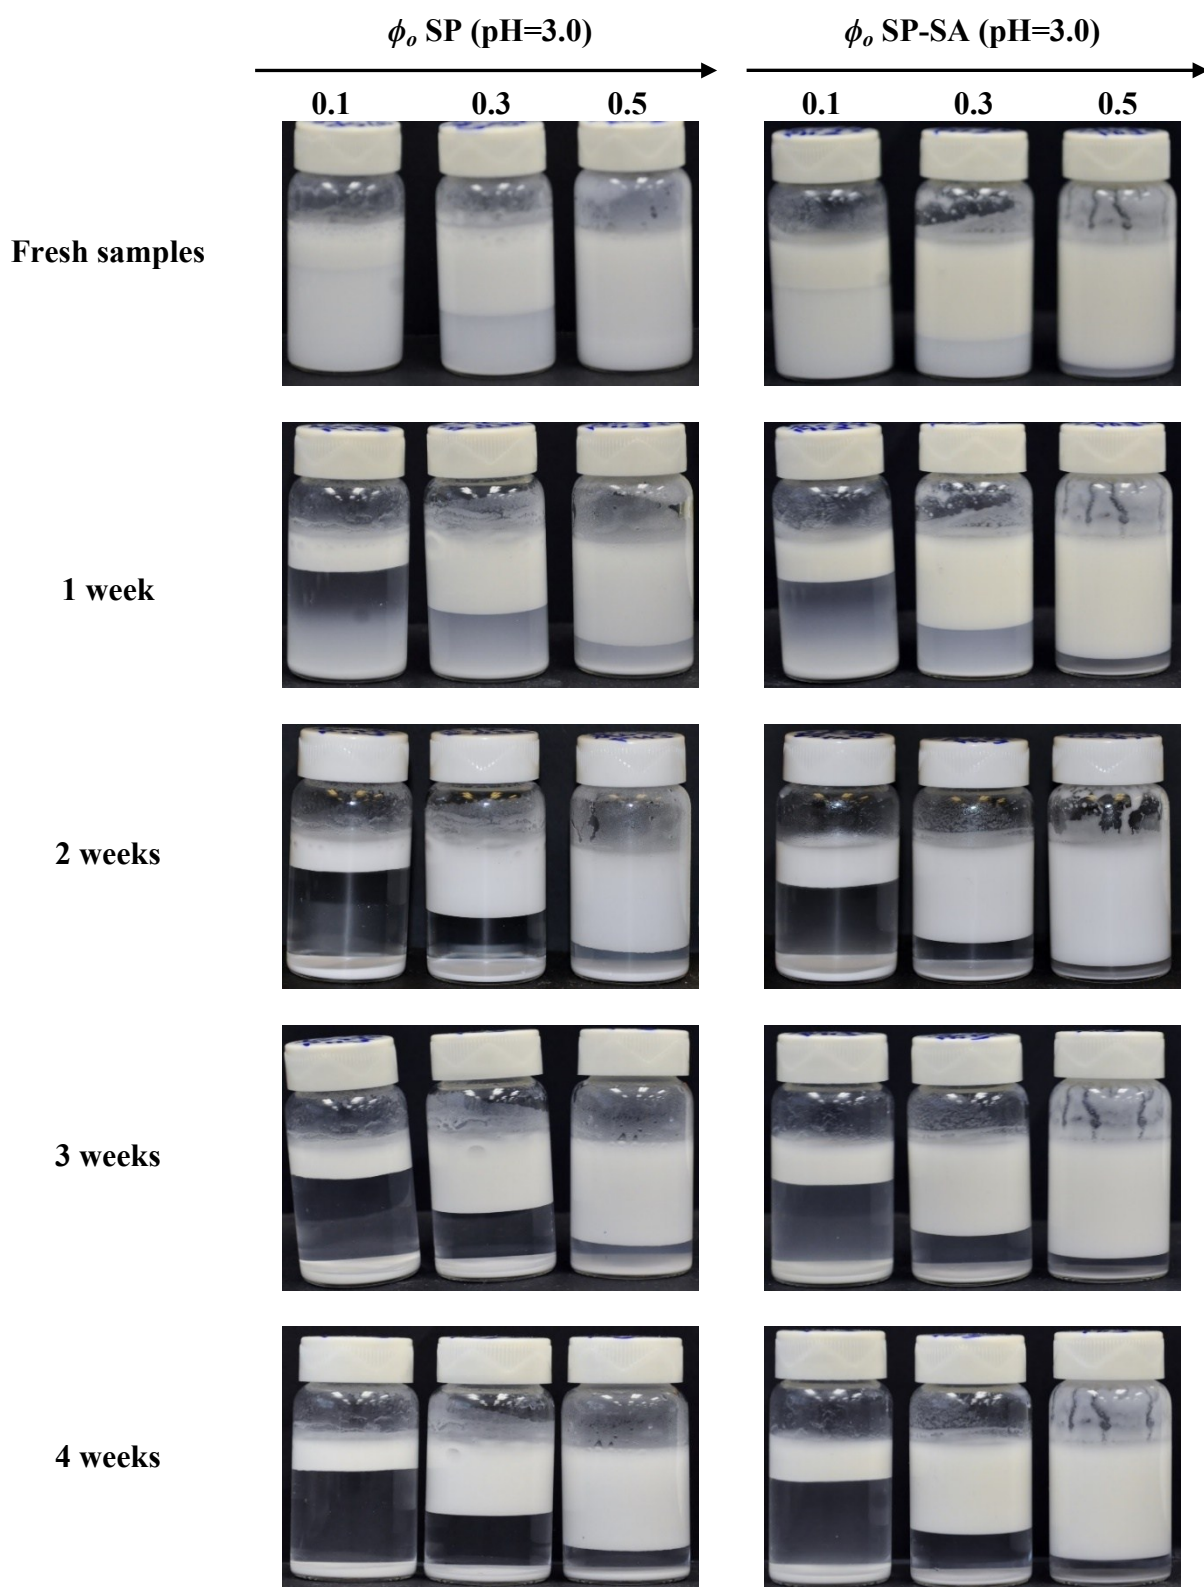 ϕₒ SP (pH=3.0) ϕₒ SP-SA (pH=3.0)
0.1 0.3 0.5 0.1 0.3 0.5
Fresh samples
1 week
2 weeks
3 weeks
4 weeks